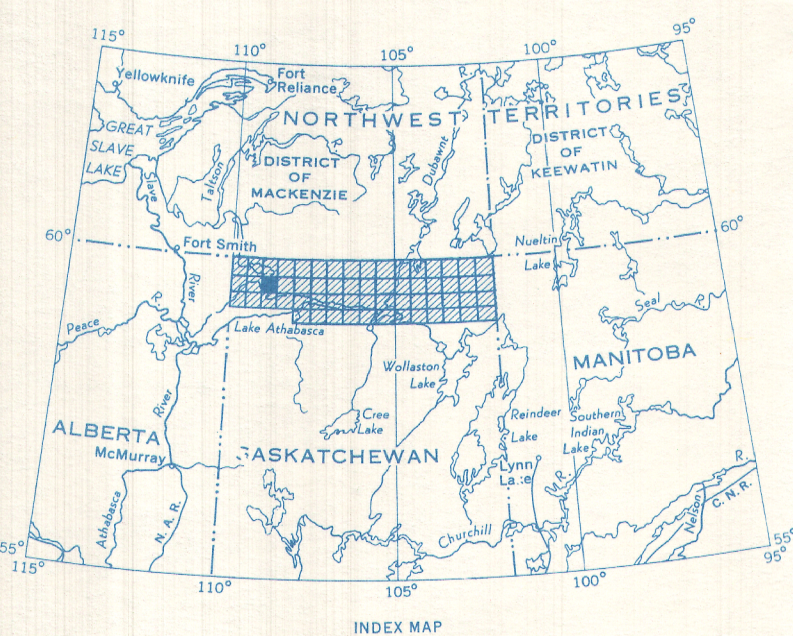 115°
110°
105°
100°
95°
Yellowknife
Fort
Reliance
R.
NORTHWEST TERRITORIES
GREAT
SLAVE
LAKE
Slave
Taltson
DISTRICT
OF
MACKENZIE
R.
Dubawnt
DISTRICT
OF
KEEWATIN
60°
Fort Smith
Nueltin
Lake
60°
River
Peace
R.
Lake Athabasca
Seal R.
Wollaston
Lake
MANITOBA
River
Cree
Lake
Reindeer
Lake
Southern
Indian
Lake
ALBERTA
McMurray
SASKATCHEWAN
Lynn
Lake
R.
R.
Athabasca
N. A. R.
Churchill
Nelson
C. N. R.
55°
115°
110°
105°
100°
55°
95°
INDEX MAP